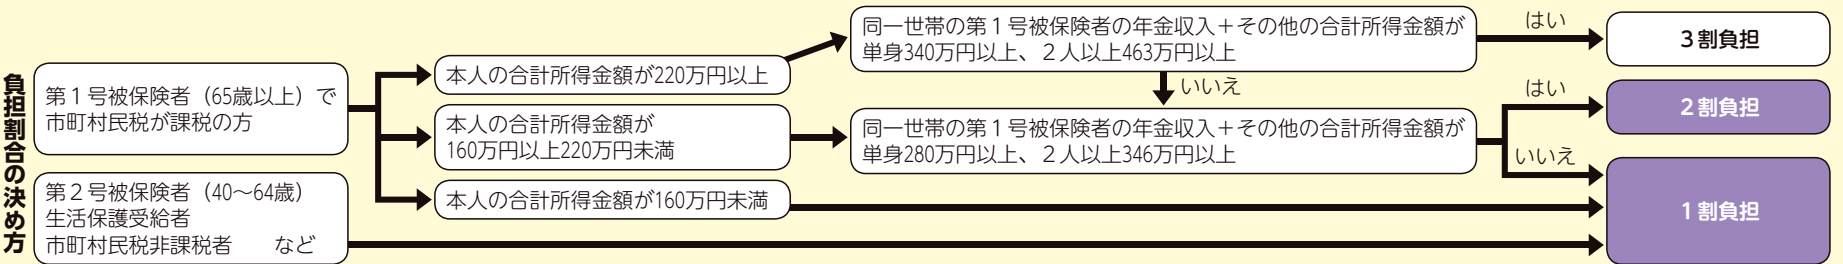 負担割合の決め方
第１号被保険者（65歳以上）で
市町村民税が課税の方
第２号被保険者（40～64歳）
生活保護受給者
市町村民税非課税者　　など
本人の合計所得金額が220万円以上
本人の合計所得金額が
160万円以上220万円未満
本人の合計所得金額が160万円未満
同一世帯の第１号被保険者の年金収入＋その他の合計所得金額が
単身340万円以上、２人以上463万円以上
いいえ
同一世帯の第１号被保険者の年金収入＋その他の合計所得金額が
単身280万円以上、２人以上346万円以上
はい
３割負担
はい
２割負担
いいえ
１割負担